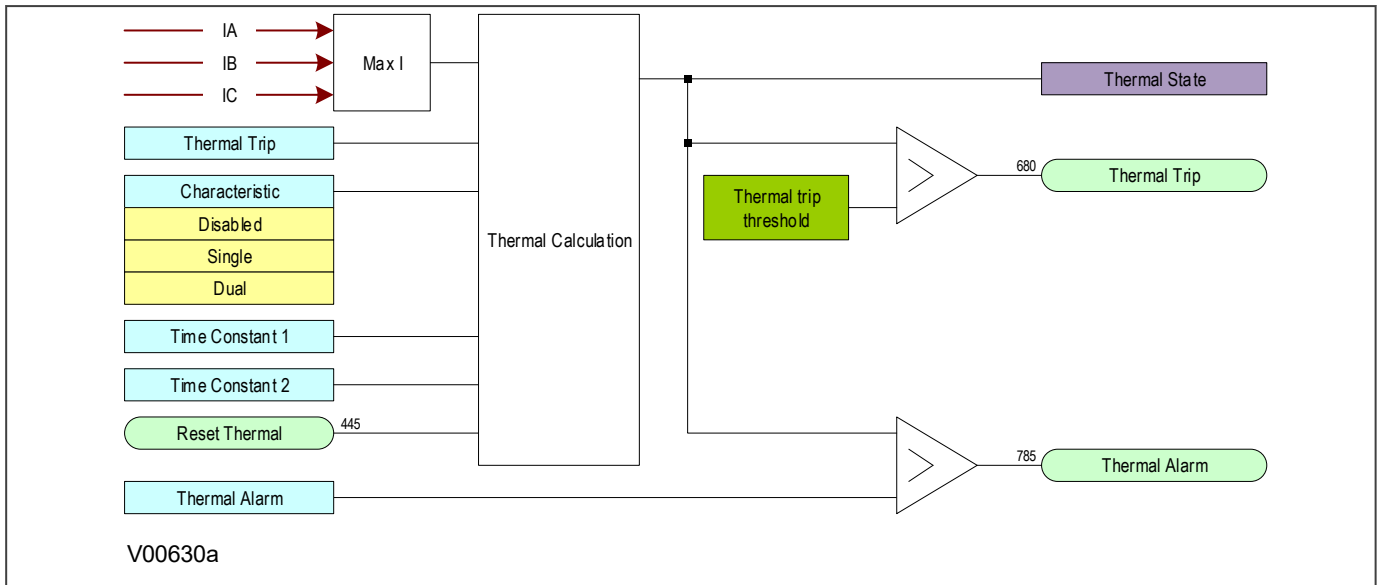 IA
IB
IC
Max I
Thermal Trip
Characteristic
Disabled
Single
Dual
Time Constant 1
Time Constant 2
Reset Thermal
445
Thermal Alarm
Thermal Calculation
Thermal trip
threshold
Thermal State
680
Thermal Trip
785
Thermal Alarm
V00630a